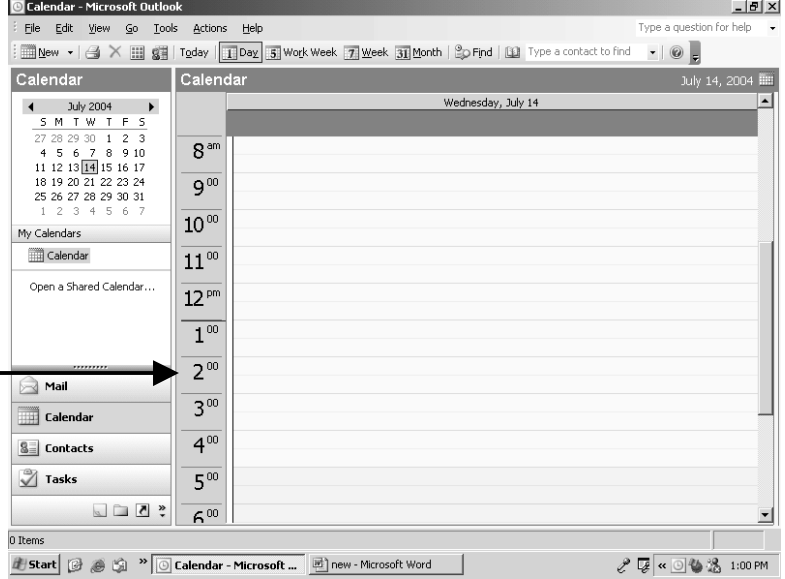 Calendar - Microsoft Outlook
File Edit View Go Tools Actions Help Type a question for help
New Today 1 Day 5 Work Week 7 Week 31 Month Find Type a contact to find
Calendar
July 2004
S M T W T F S
27 28 29 30 1 2 3
4 5 6 7 8 9 10
11 12 13 14 15 16 17
18 19 20 21 22 23 24
25 26 27 28 29 30 31
1 2 3 4 5 6 7
My Calendars
Calendar
Open a Shared Calendar...
Mail
Calendar
Contacts
Tasks
Calendar July 14, 2004
Wednesday, July 14
8 am
9 00
10 00
11 00
12 pm
1 00
2 00
3 00
4 00
5 00
6 00
0 Items
Start » Calendar - Microsoft ... new - Microsoft Word « 1:00 PM